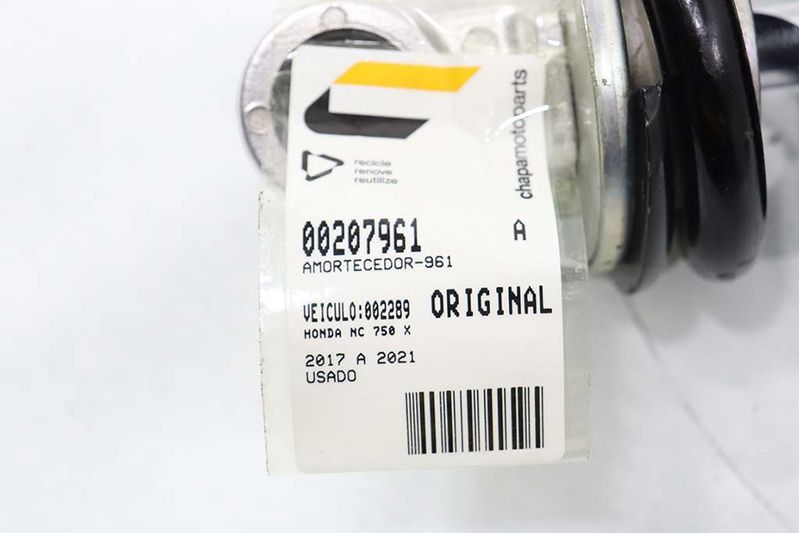 recicle
renove
reutilize
chapamotoparts
00207961 A
AMORTECEDOR-961
VEICULO:002289 ORIGINAL
HONDA NC 750 X
2017 A 2021
USADO